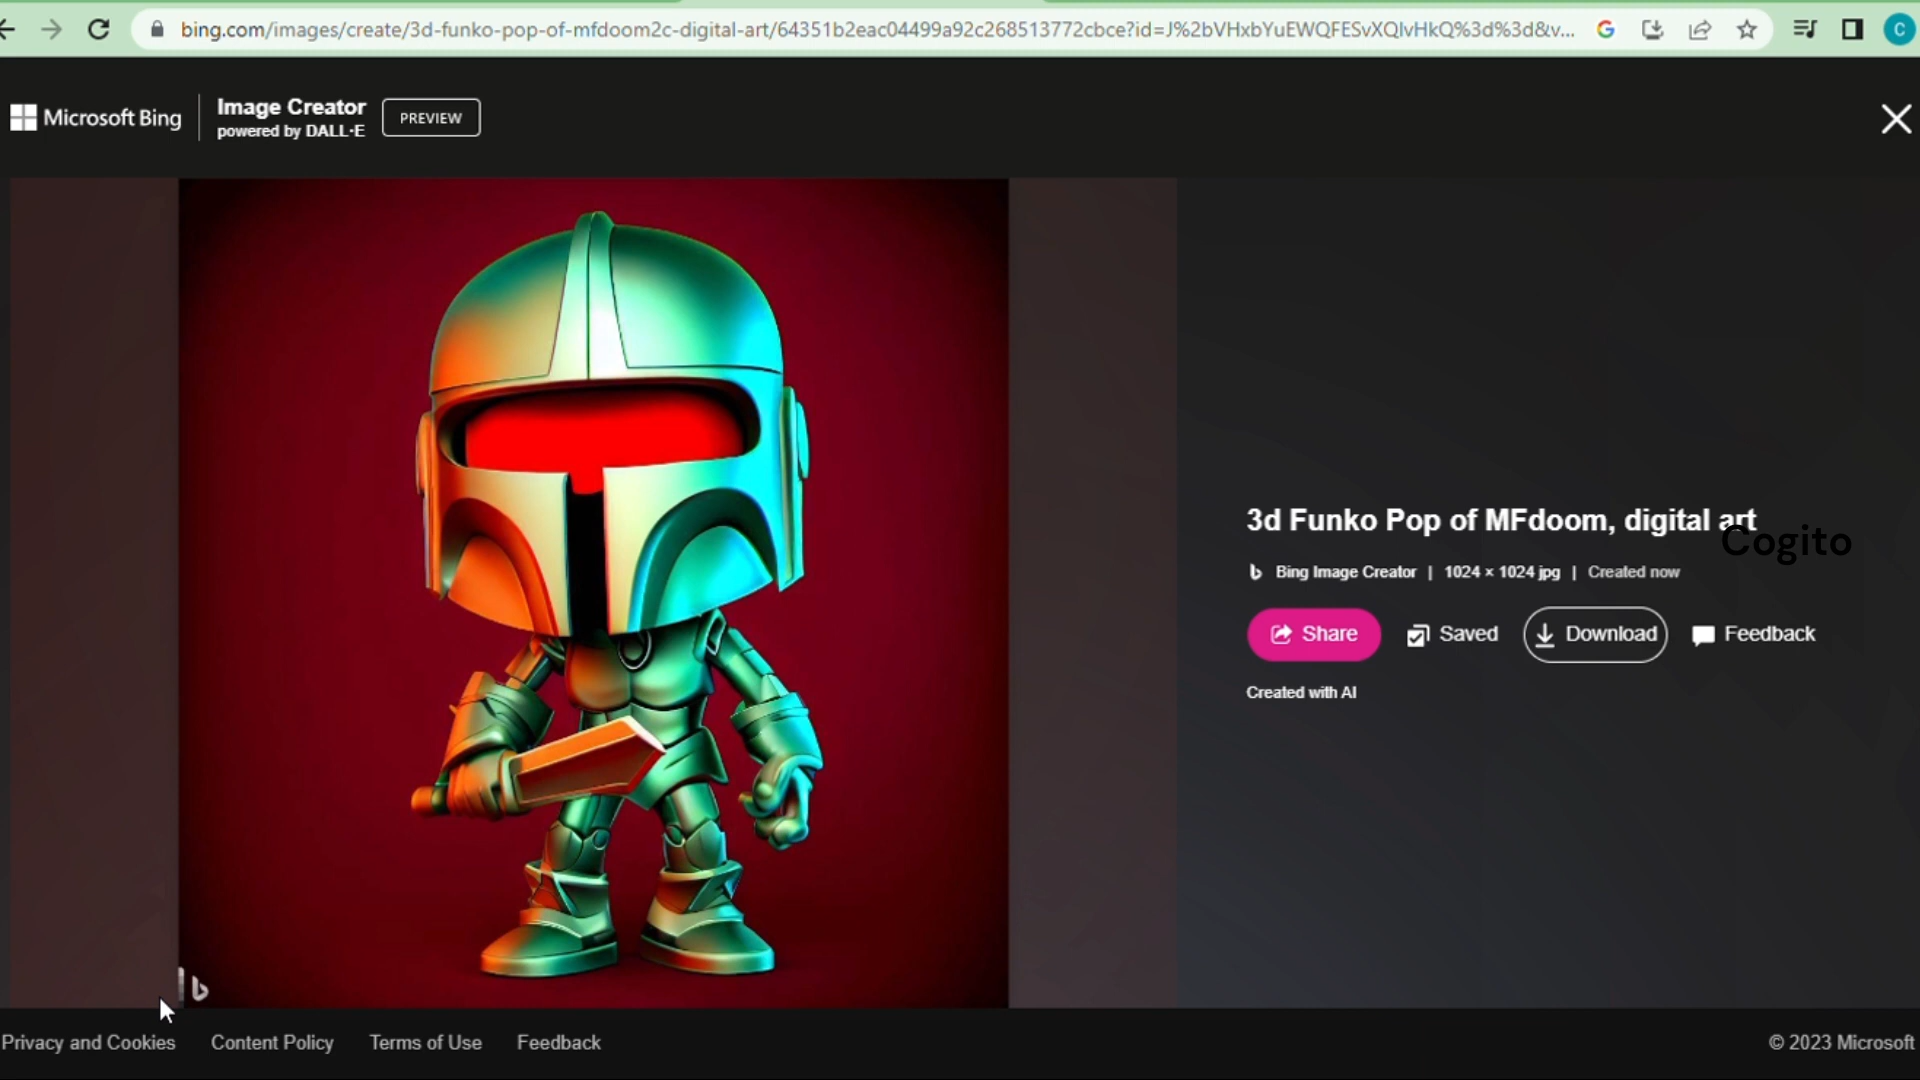 bing.com/images/create/3d-funko-pop-of-mfdoom2c-digital-art/64351b2eac04499a92c268513772cbce?id=J%2bVHxbYuEWQFESvXQIvHkQ%3d%3d&v...
C
Microsoft Bing
Image Creator
powered by DALL·E
PREVIEW
3d Funko Pop of MFdoom, digital art
Cogito
Bing Image Creator | 1024 × 1024 jpg | Created now
Share Saved Download Feedback
Created with AI
b
Privacy and Cookies Content Policy Terms of Use Feedback © 2023 Microsoft